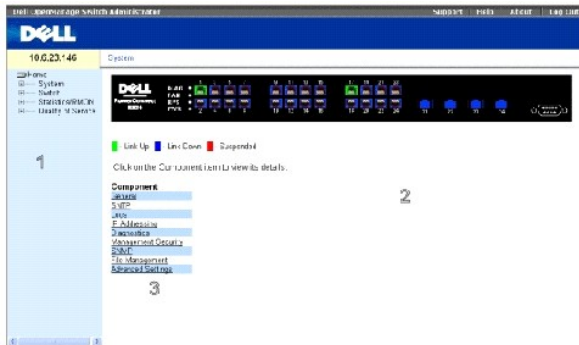 Dell OpenManage Switch Administrator
Support Help About Log Out
DELL
10.6.23.146
System
Home
System
Switch
Statistics/RMON
Quality of Service
DELL
1
2
Link Up Link Down Suspended
Click on the Component item to view its details.
Component
General
SNTP
Logs
IP Addressing
Diagnostics
Management Security
SNMP
File Management
Advanced Settings
3